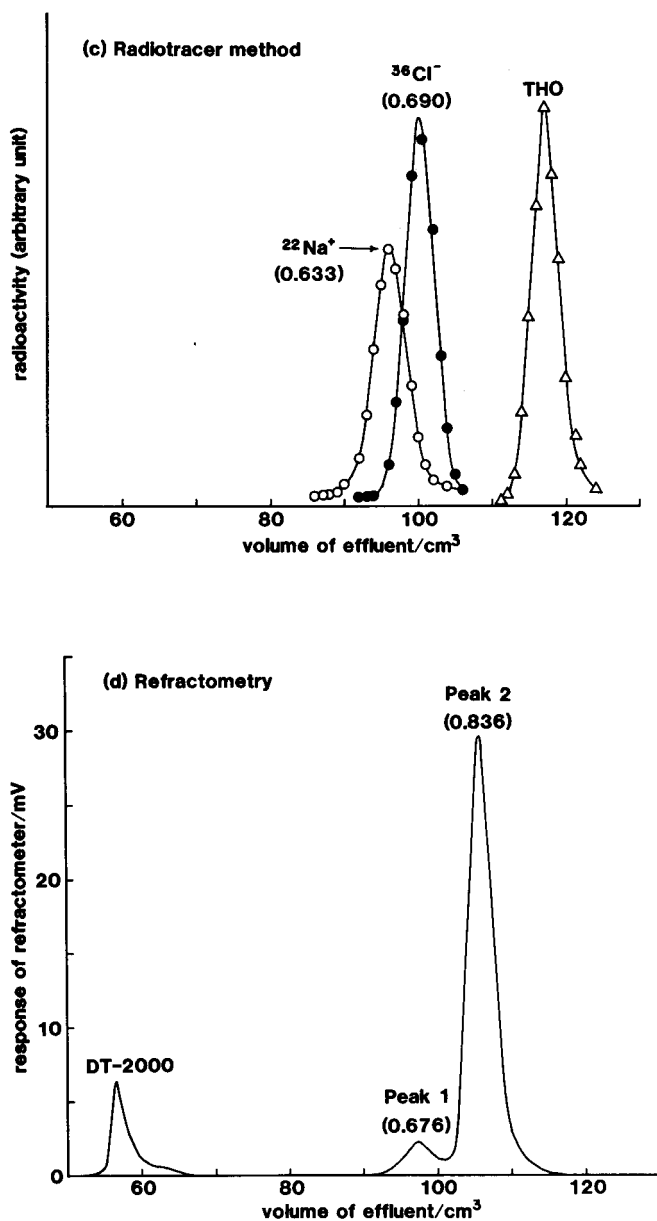 (c) Radiotracer method
³⁶Cl⁻
(0.690)
THO
²²Na⁺
(0.633)
radioactivity (arbitrary unit)
60
80
100
120
volume of effluent/cm³
(d) Refractometry
Peak 2
(0.836)
30
20
10
0
response of refractometer/mV
DT-2000
Peak 1
(0.676)
60
80
100
120
volume of effluent/cm³